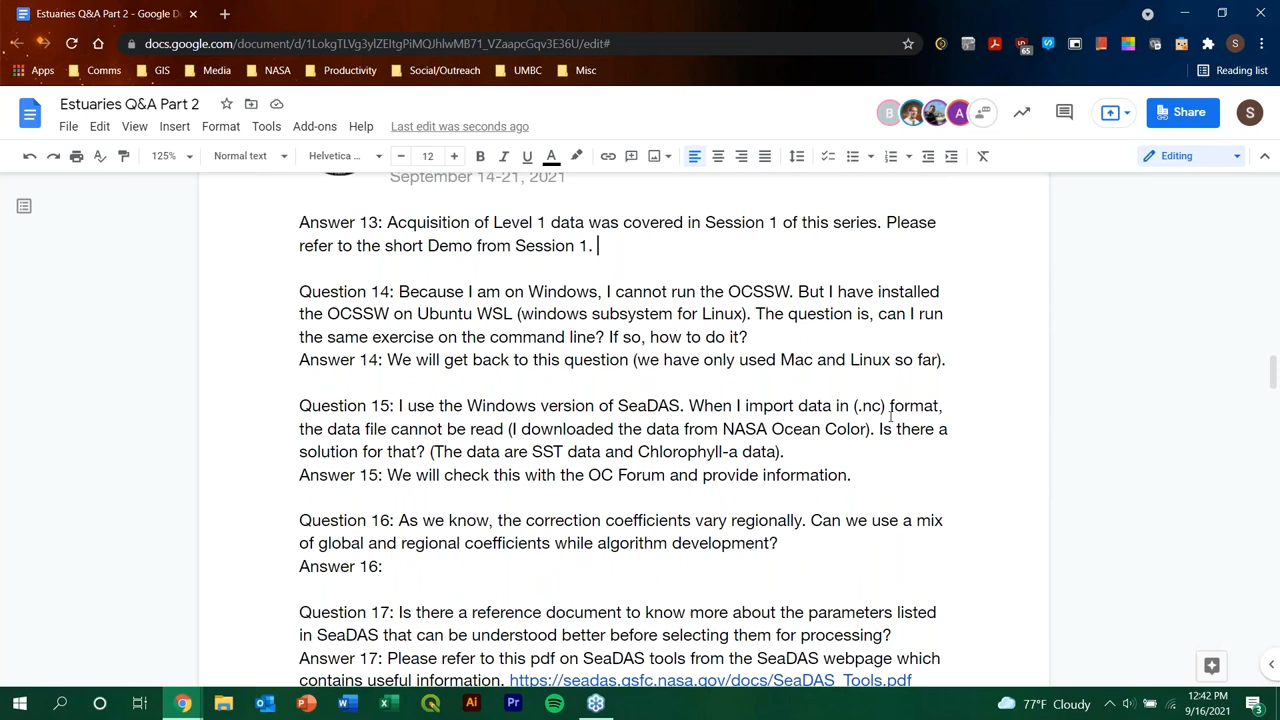 Estuaries Q&A Part 2 - Google D
docs.google.com/document/d/1LokgTLVg3ylZEItgPiMQJhlwMB71_VZaapcGqv3E36U/edit#
65
S
Apps
Comms
GIS
Media
NASA
Productivity
Social/Outreach
UMBC
Misc
Reading list
Estuaries Q&A Part 2
File Edit View Insert Format Tools Add-ons Help Last edit was seconds ago
B
A
Share
S
125%
Normal text
Helvetica ...
12
Editing
September 14-21, 2021
Answer 13: Acquisition of Level 1 data was covered in Session 1 of this series. Please
refer to the short Demo from Session 1.
Question 14: Because I am on Windows, I cannot run the OCSSW. But I have installed
the OCSSW on Ubuntu WSL (windows subsystem for Linux). The question is, can I run
the same exercise on the command line? If so, how to do it?
Answer 14: We will get back to this question (we have only used Mac and Linux so far).
Question 15: I use the Windows version of SeaDAS. When I import data in (.nc) format,
the data file cannot be read (I downloaded the data from NASA Ocean Color). Is there a
solution for that? (The data are SST data and Chlorophyll-a data).
Answer 15: We will check this with the OC Forum and provide information.
Question 16: As we know, the correction coefficients vary regionally. Can we use a mix
of global and regional coefficients while algorithm development?
Answer 16:
Question 17: Is there a reference document to know more about the parameters listed
in SeaDAS that can be understood better before selecting them for processing?
Answer 17: Please refer to this pdf on SeaDAS tools from the SeaDAS webpage which
contains useful information. https://seadas.gsfc.nasa.gov/docs/SeaDAS_Tools.pdf
77°F Cloudy
12:42 PM
9/16/2021
3